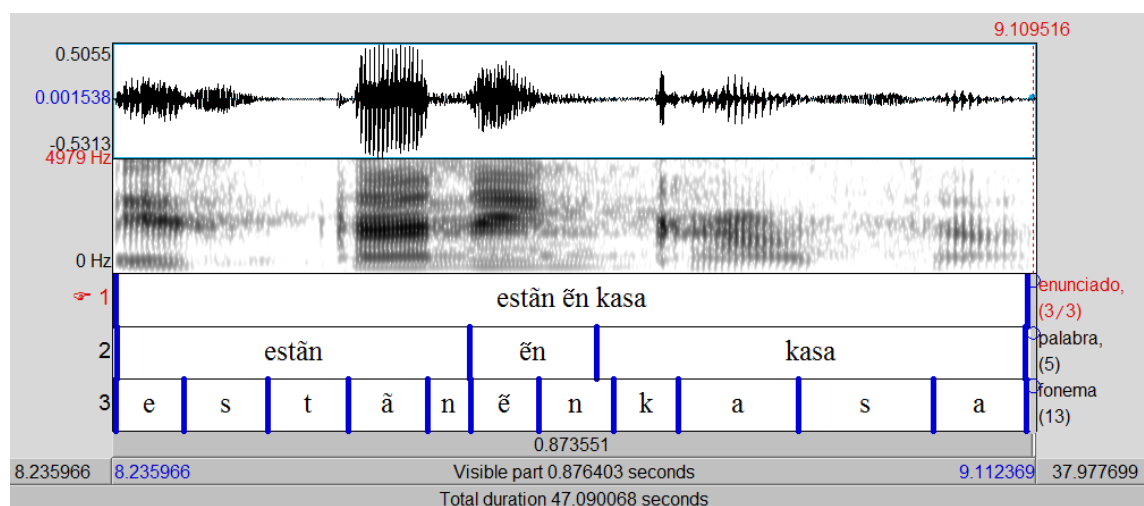 9.109516
0.5055
0.001538
-0.5313
4979 Hz
0 Hz
1 estãn ẽn kasa enunciado, (3/3)
2 estãn ẽn kasa palabra, (5)
3 e s t ã n ẽ n k a s a fonema (13)
0.873551
8.235966 8.235966 Visible part 0.876403 seconds 9.112369 37.977699
Total duration 47.090068 seconds